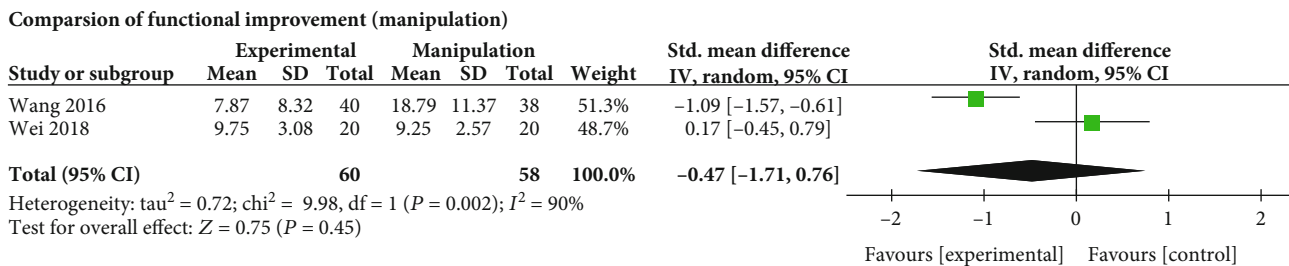 Comparsion of functional improvement (manipulation)
Experimental Manipulation Std. mean difference Std. mean difference
Study or subgroup Mean SD Total Mean SD Total Weight IV, random, 95% CI IV, random, 95% CI
Wang 2016 7.87 8.32 40 18.79 11.37 38 51.3% –1.09 [–1.57, –0.61]
Wei 2018 9.75 3.08 20 9.25 2.57 20 48.7% 0.17 [–0.45, 0.79]
Total (95% CI) 60 58 100.0% –0.47 [–1.71, 0.76]
Heterogeneity: tau² = 0.72; chi² = 9.98, df = 1 (P = 0.002); I² = 90%
Test for overall effect: Z = 0.75 (P = 0.45)
–2 –1 0 1 2
Favours [experimental] Favours [control]